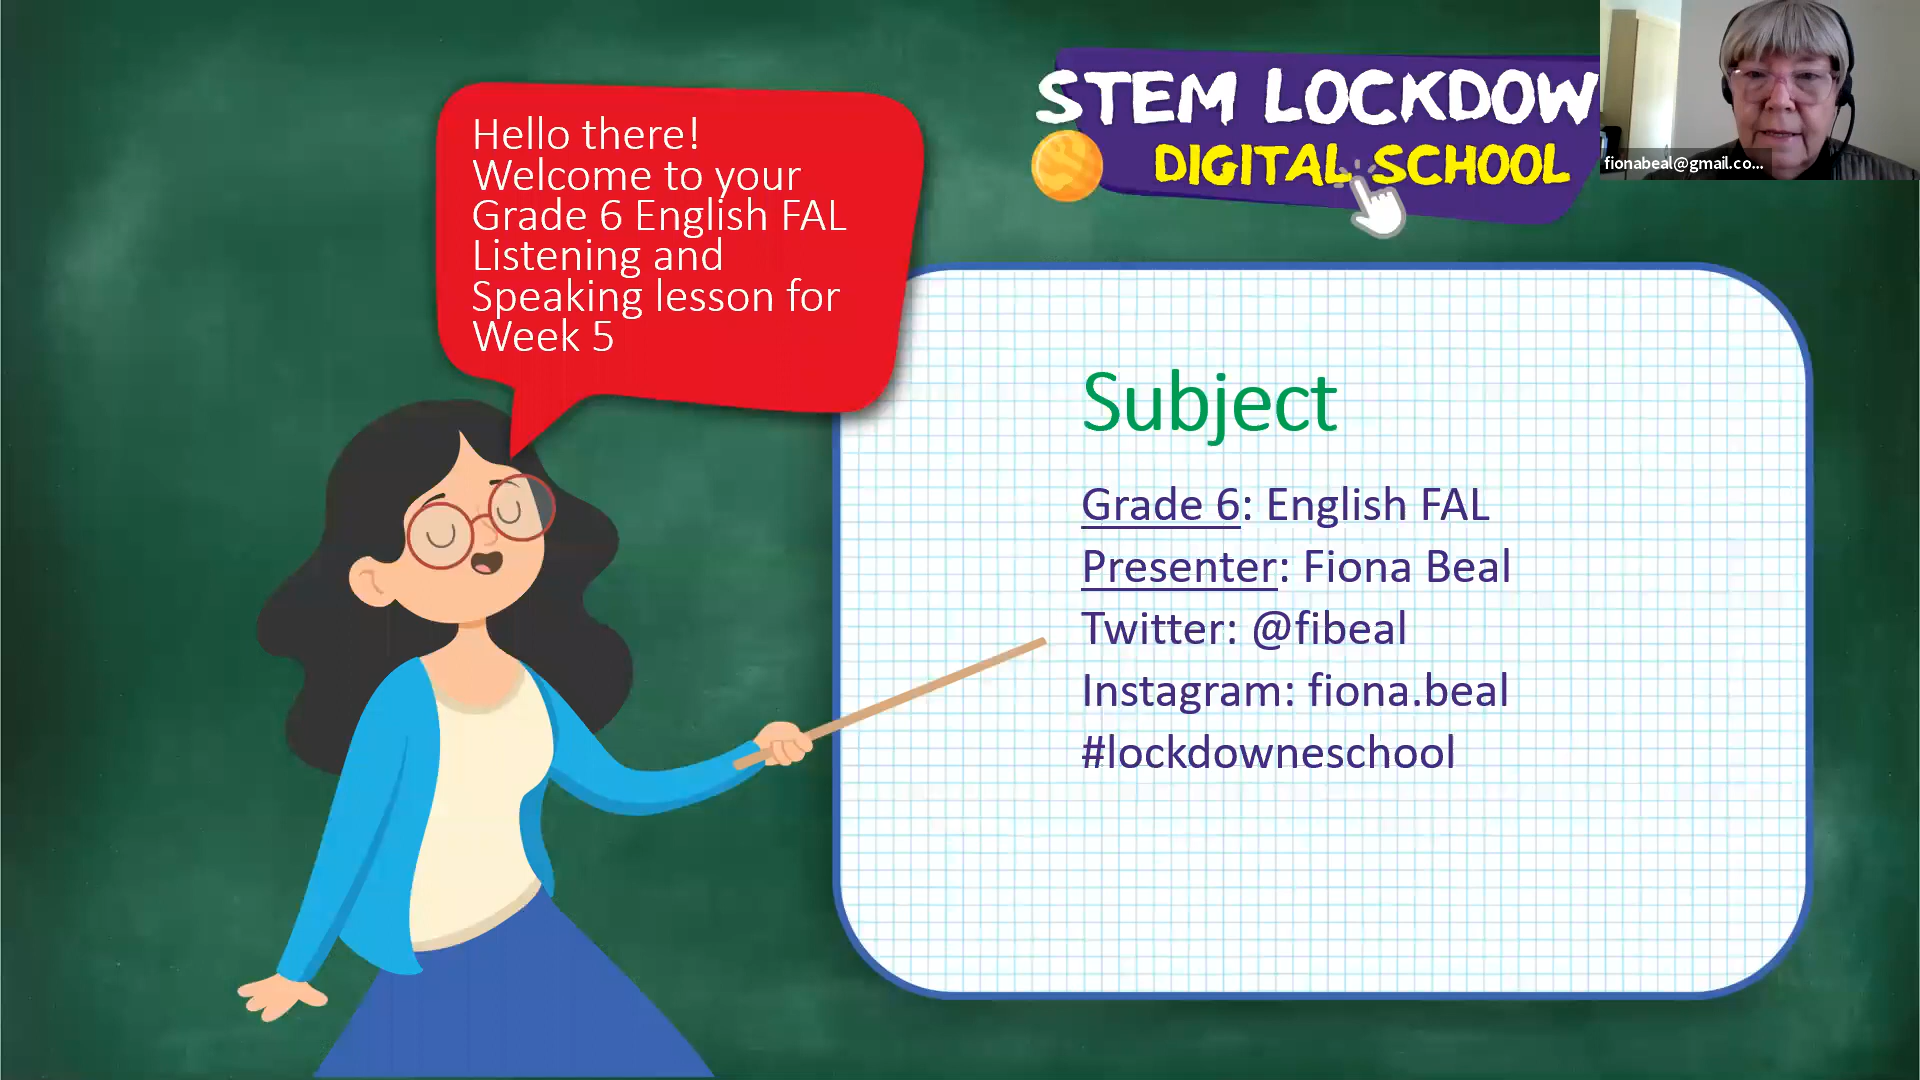 Hello there!
Welcome to your
Grade 6 English FAL
Listening and
Speaking lesson for
Week 5
STEM LOCKDOW
DIGITAL SCHOOL
fionabeal@gmail.co...
Subject
Grade 6: English FAL
Presenter: Fiona Beal
Twitter: @fibeal
Instagram: fiona.beal
#lockdowneschool